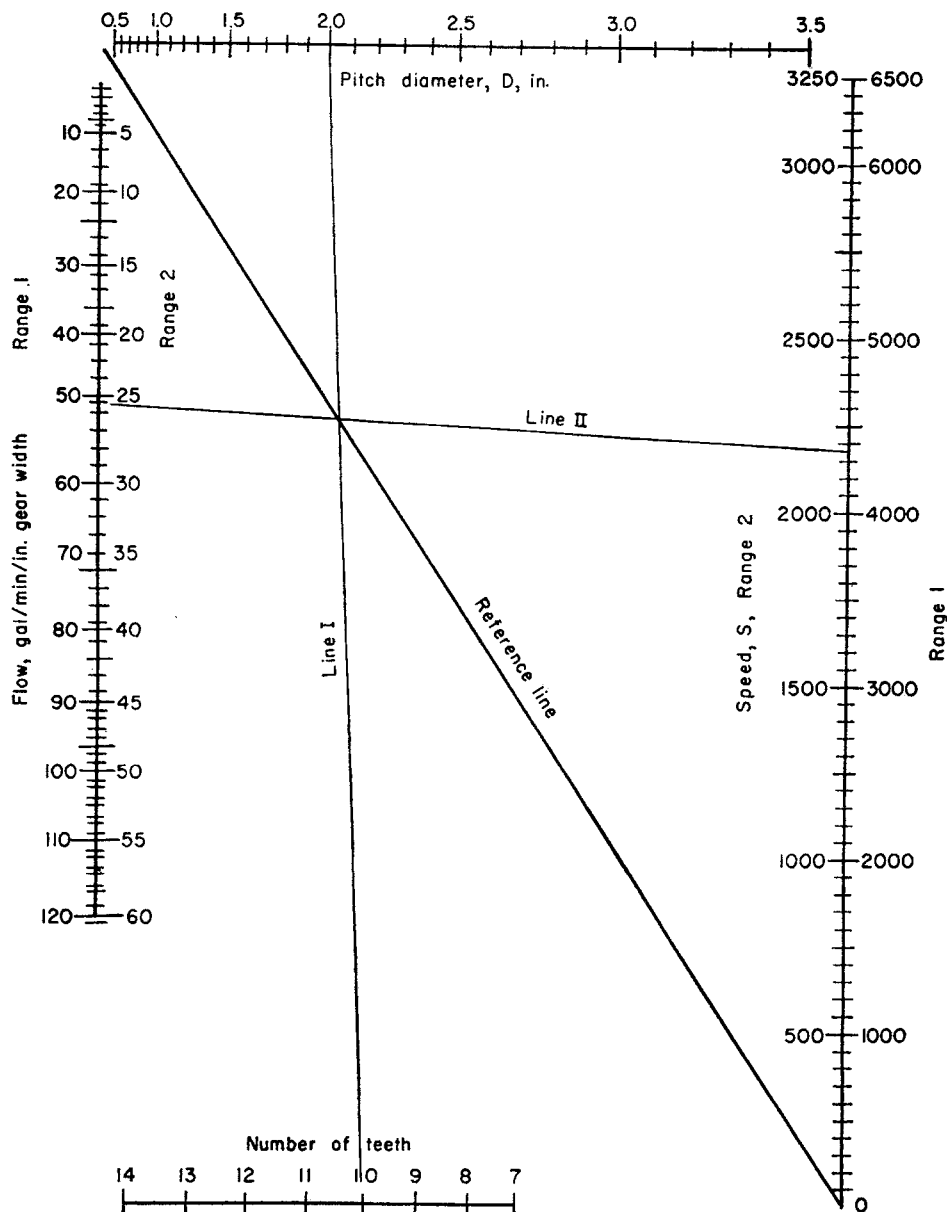 0.5 1.0 1.5 2.0 2.5 3.0 3.5
Pitch diameter, D, in.
3250 6500
10 5
3000 6000
20 10
30 15
Range 1
Range 2
40 20
2500 5000
50 25
Line II
60 30
2000 4000
70 35
Flow, gal/min/in. gear width
Speed, S, Range 2
Range 1
80 40
Line I
Reference line
90 45
1500 3000
100 50
110 55
1000 2000
120 60
500 1000
Number of teeth
14 13 12 11 10 9 8 7
0